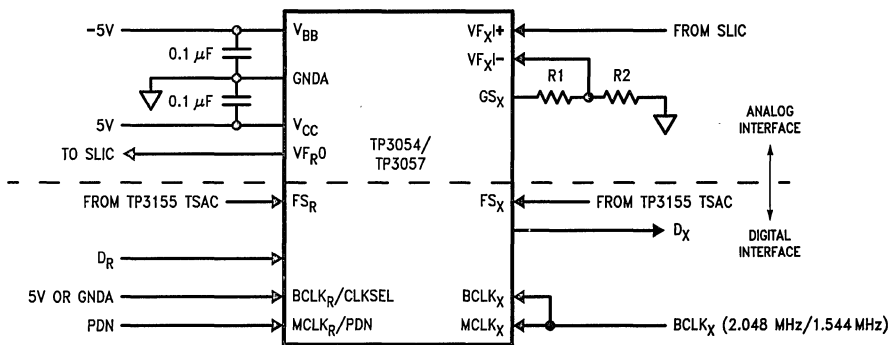 -5V
0.1 μF
0.1 μF
5V
TO SLIC
V_BB
GNDA
V_CC
VF_RO
TP3054/
TP3057
VF_XI+
VF_XI-
GS_X
FROM SLIC
R1
R2
ANALOG
INTERFACE
DIGITAL
INTERFACE
FROM TP3155 TSAC
FS_R
FS_X
FROM TP3155 TSAC
D_X
D_R
5V OR GNDA
BCLK_R/CLKSEL
BCLK_X
PDN
MCLK_R/PDN
MCLK_X
BCLK_X (2.048 MHz/1.544 MHz)